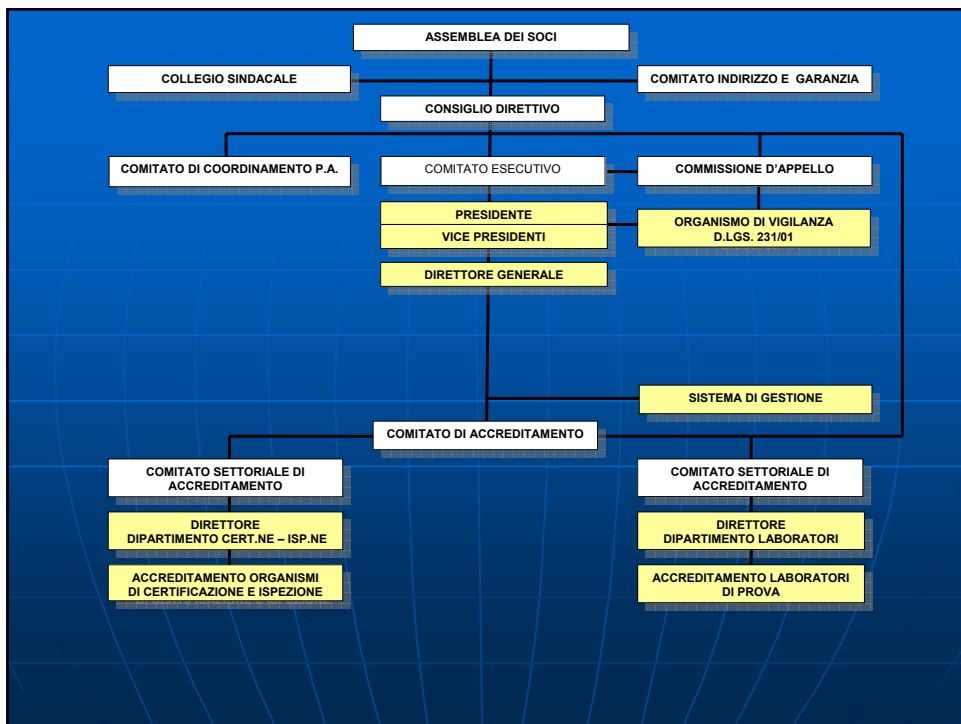 ASSEMBLEA DEI SOCI
COLLEGIO SINDACALE
COMITATO INDIRIZZO E GARANZIA
CONSIGLIO DIRETTIVO
COMITATO DI COORDINAMENTO P.A.
COMITATO ESECUTIVO
COMMISSIONE D'APPELLO
PRESIDENTE
VICE PRESIDENTI
ORGANISMO DI VIGILANZA
D.LGS. 231/01
DIRETTORE GENERALE
SISTEMA DI GESTIONE
COMITATO DI ACCREDITAMENTO
COMITATO SETTORIALE DI
ACCREDITAMENTO
COMITATO SETTORIALE DI
ACCREDITAMENTO
DIRETTORE
DIPARTIMENTO CERT.NE – ISP.NE
DIRETTORE
DIPARTIMENTO LABORATORI
ACCREDITAMENTO ORGANISMI
DI CERTIFICAZIONE E ISPEZIONE
ACCREDITAMENTO LABORATORI
DI PROVA